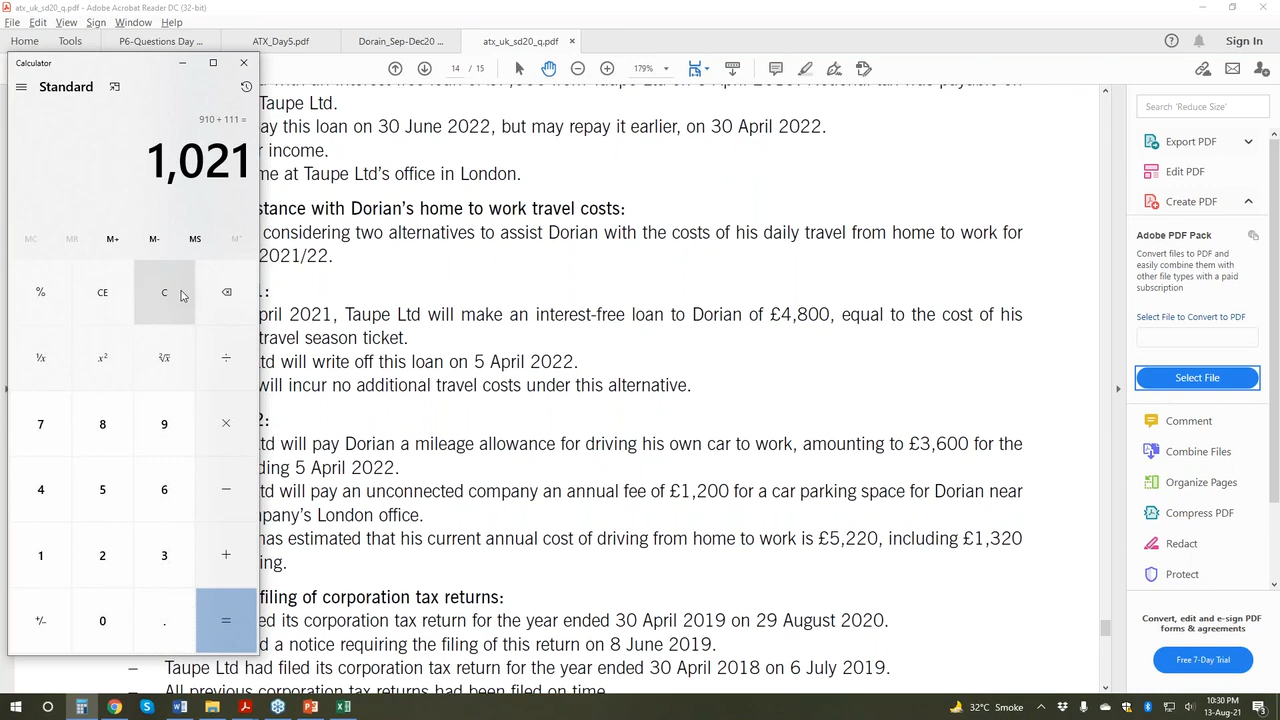 atx_uk_sd20_q.pdf - Adobe Acrobat Reader DC (32-bit)
File Edit View Sign Window Help
Home Tools P6-Questions Day ... ATX_Day5.pdf Dorain_Sep-Dec20 ... atx_uk_sd20_q.pdf × Sign In
14 / 15 179%
Calculator
Standard
910 + 111 =
1,021
MC MR M+ M- MS M˅
% CE C
¹/x x² ²√x ÷
7 8 9 ×
4 5 6 −
1 2 3 +
+/− 0 . =
Taupe Ltd.
ay this loan on 30 June 2022, but may repay it earlier, on 30 April 2022.
r income.
me at Taupe Ltd’s office in London.
stance with Dorian’s home to work travel costs:
considering two alternatives to assist Dorian with the costs of his daily travel from home to work for
2021/22.
1:
pril 2021, Taupe Ltd will make an interest-free loan to Dorian of £4,800, equal to the cost of his
travel season ticket.
td will write off this loan on 5 April 2022.
will incur no additional travel costs under this alternative.
2:
td will pay Dorian a mileage allowance for driving his own car to work, amounting to £3,600 for the
ding 5 April 2022.
td will pay an unconnected company an annual fee of £1,200 for a car parking space for Dorian near
mpany’s London office.
has estimated that his current annual cost of driving from home to work is £5,220, including £1,320
ing.
filing of corporation tax returns:
ed its corporation tax return for the year ended 30 April 2019 on 29 August 2020.
d a notice requiring the filing of this return on 8 June 2019.
– Taupe Ltd had filed its corporation tax return for the year ended 30 April 2018 on 6 July 2019.
– All previous corporation tax returns had been filed on time.
Search 'Reduce Size'
Export PDF
Edit PDF
Create PDF
Adobe PDF Pack
Convert files to PDF and
easily combine them with
other file types with a paid
subscription
Select File to Convert to PDF
Select File
Comment
Combine Files
Organize Pages
Compress PDF
Redact
Protect
Convert, edit and e-sign PDF
forms & agreements
Free 7-Day Trial
32°C Smoke
10:30 PM
13-Aug-21
3